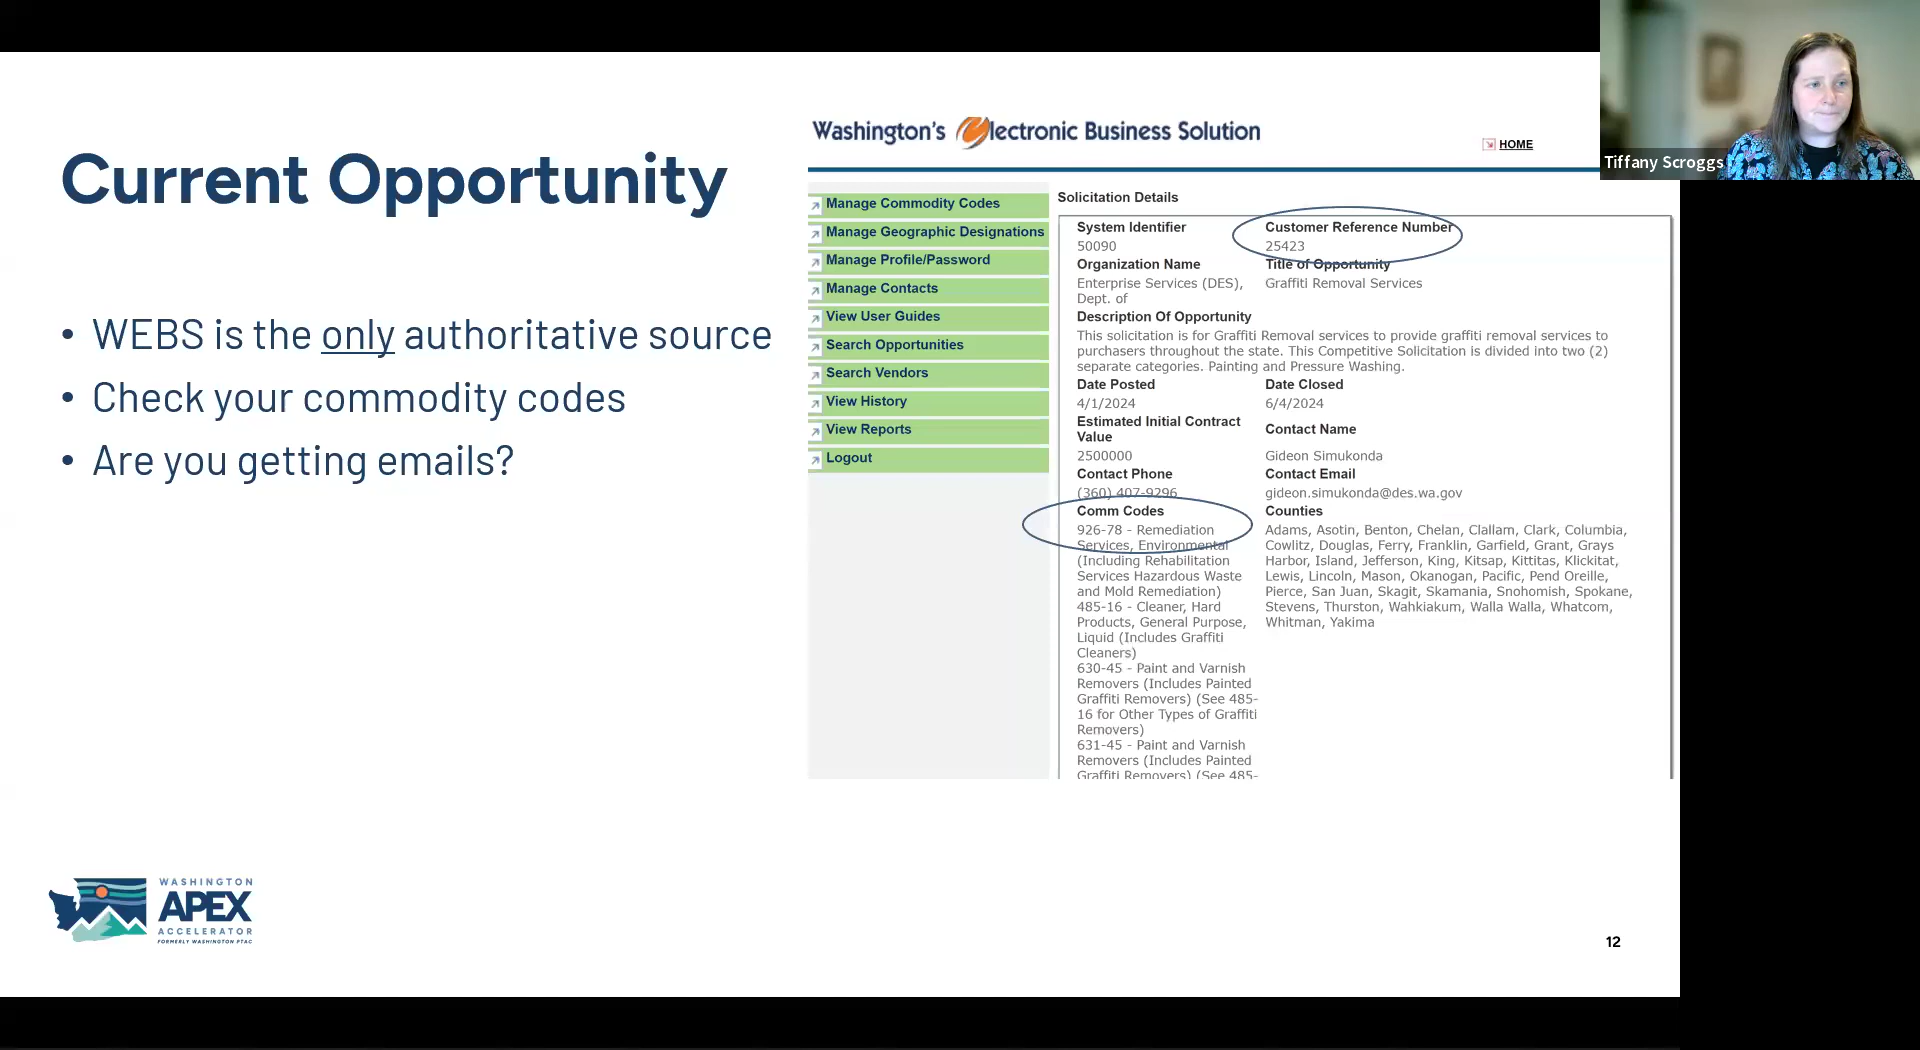 Current Opportunity
• WEBS is the only authoritative source
• Check your commodity codes
• Are you getting emails?
Washington's Electronic Business Solution
HOME
Manage Commodity Codes
Manage Geographic Designations
Manage Profile/Password
Manage Contacts
View User Guides
Search Opportunities
Search Vendors
View History
View Reports
Logout
Solicitation Details
System Identifier
50090
Customer Reference Number
25423
Organization Name
Enterprise Services (DES),
Dept. of
Title of Opportunity
Graffiti Removal Services
Description Of Opportunity
This solicitation is for Graffiti Removal services to provide graffiti removal services to
purchasers throughout the state. This Competitive Solicitation is divided into two (2)
separate categories. Painting and Pressure Washing.
Date Posted
4/1/2024
Date Closed
6/4/2024
Estimated Initial Contract
Value
2500000
Contact Name
Gideon Simukonda
Contact Phone
(360) 407-9296
Contact Email
gideon.simukonda@des.wa.gov
Comm Codes
926-78 - Remediation
Services, Environmental
(Including Rehabilitation
Services Hazardous Waste
and Mold Remediation)
485-16 - Cleaner, Hard
Products, General Purpose,
Liquid (Includes Graffiti
Cleaners)
630-45 - Paint and Varnish
Removers (Includes Painted
Graffiti Removers) (See 485-
16 for Other Types of Graffiti
Removers)
631-45 - Paint and Varnish
Removers (Includes Painted
Graffiti Removers) (See 485-
Counties
Adams, Asotin, Benton, Chelan, Clallam, Clark, Columbia,
Cowlitz, Douglas, Ferry, Franklin, Garfield, Grant, Grays
Harbor, Island, Jefferson, King, Kitsap, Kittitas, Klickitat,
Lewis, Lincoln, Mason, Okanogan, Pacific, Pend Oreille,
Pierce, San Juan, Skagit, Skamania, Snohomish, Spokane,
Stevens, Thurston, Wahkiakum, Walla Walla, Whatcom,
Whitman, Yakima
Tiffany Scroggs
WASHINGTON
APEX
ACCELERATOR
FORMERLY WASHINGTON PTAC
12